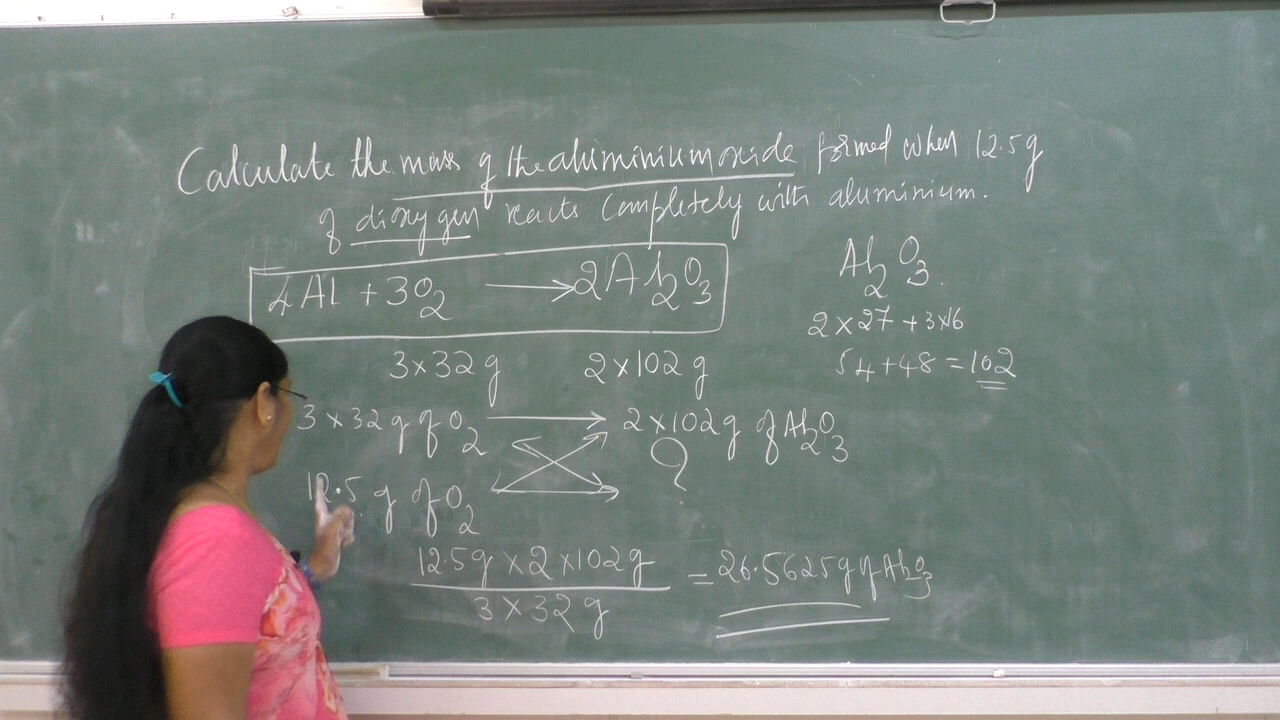 Calculate the mass of the aluminium oxide formed when 12.5g
of dioxygen reacts completely with aluminium.
4Al + 3O2 → 2Al2O3
Al2O3.
2 × 27 + 3×16
54 + 48 = 102
3×32 g 2×102 g
3 × 32 g of O2 → 2×102 g of Al2O3
12.5 g of O2 ?
12.5g × 2 × 102 g
3 × 32 g
= 26.5625g of Al2O3